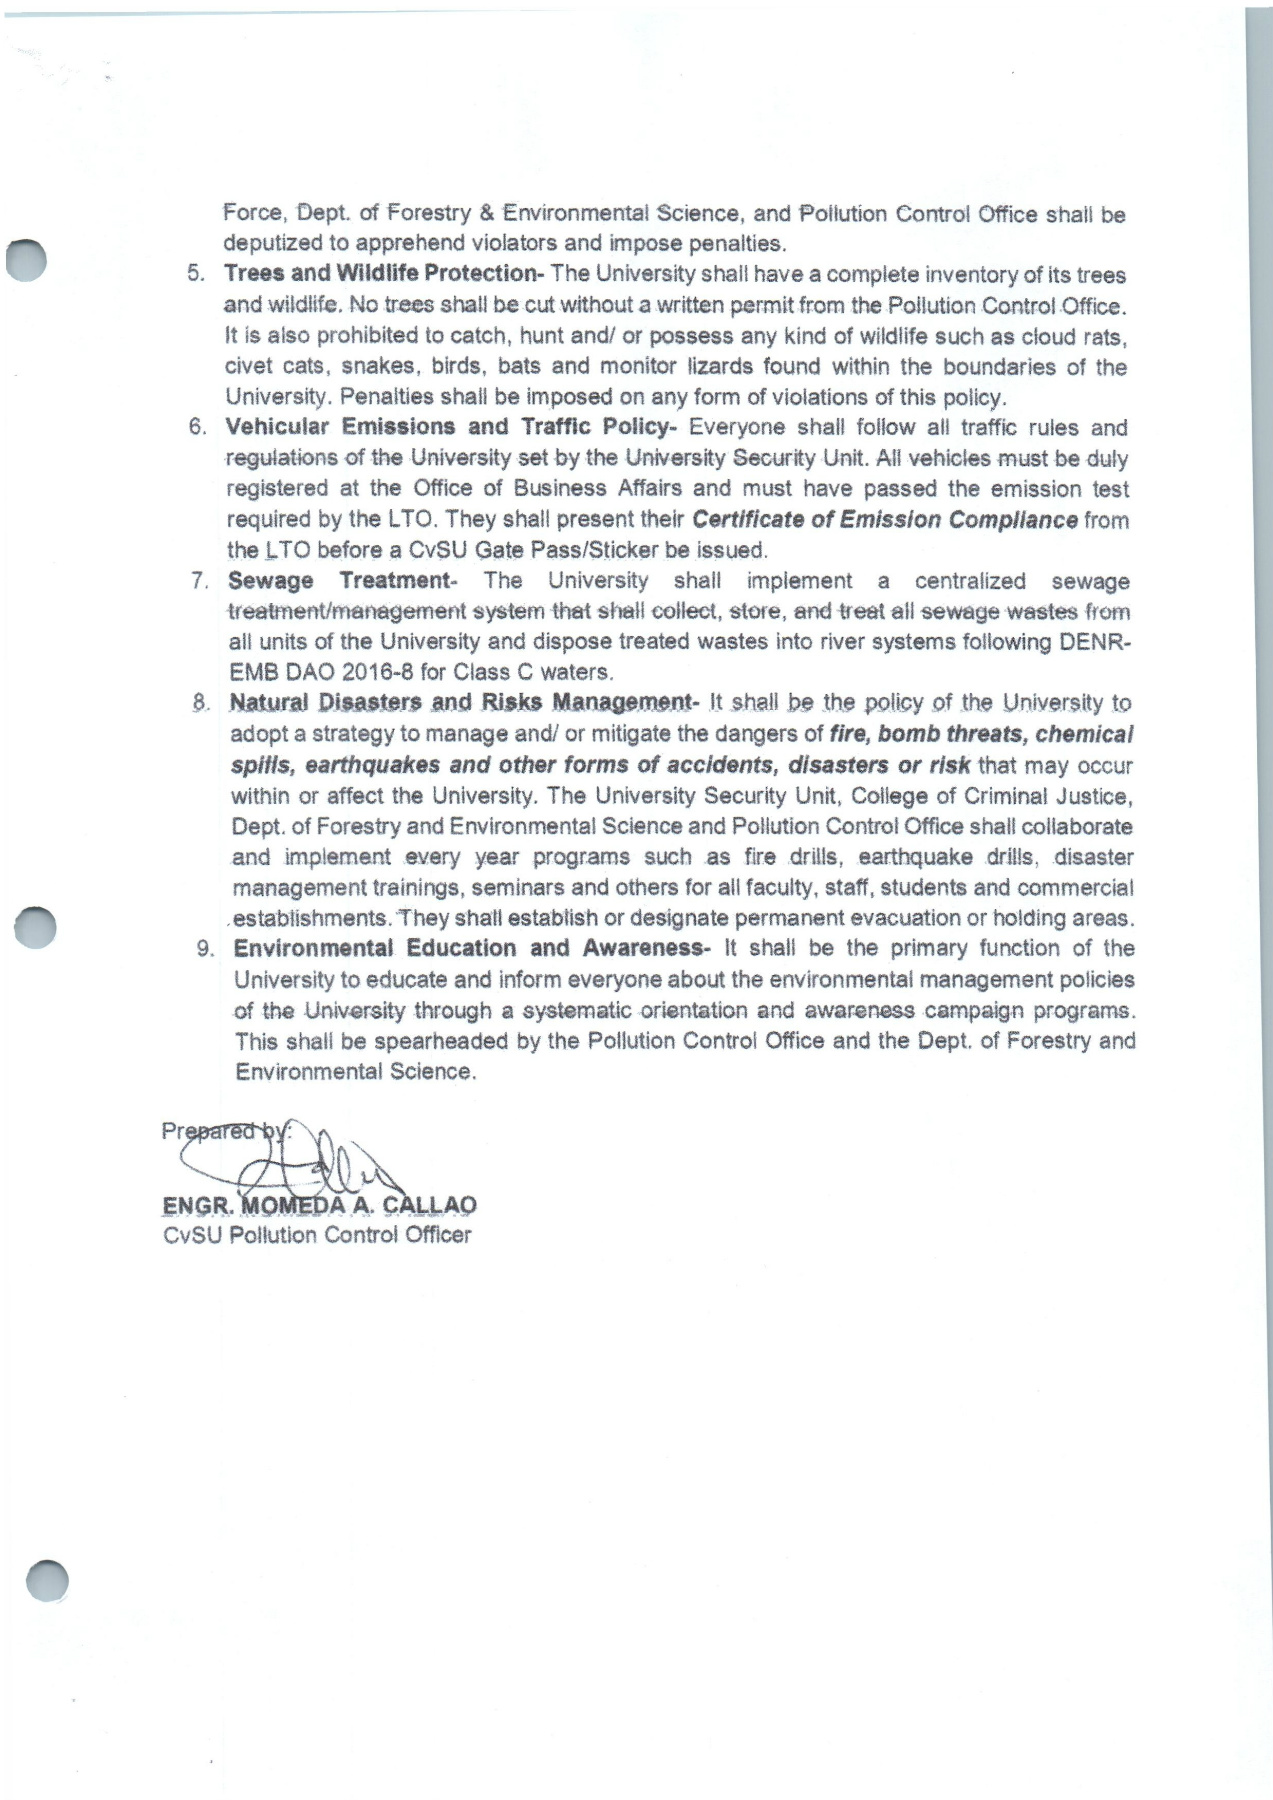 Force, Dept. of Forestry & Environmental Science, and Pollution Control Office shall be
deputized to apprehend violators and impose penalties.
5. Trees and Wildlife Protection- The University shall have a complete inventory of its trees
and wildlife. No trees shall be cut without a written permit from the Pollution Control Office.
It is also prohibited to catch, hunt and/ or possess any kind of wildlife such as cloud rats,
civet cats, snakes, birds, bats and monitor lizards found within the boundaries of the
University. Penalties shall be imposed on any form of violations of this policy.
6. Vehicular Emissions and Traffic Policy- Everyone shall follow all traffic rules and
regulations of the University set by the University Security Unit. All vehicles must be duly
registered at the Office of Business Affairs and must have passed the emission test
required by the LTO. They shall present their Certificate of Emission Compliance from
the LTO before a CvSU Gate Pass/Sticker be issued.
7. Sewage Treatment- The University shall implement a centralized sewage
treatment/management system that shall collect, store, and treat all sewage wastes from
all units of the University and dispose treated wastes into river systems following DENR-
EMB DAO 2016-8 for Class C waters.
8. Natural Disasters and Risks Management- It shall be the policy of the University to
adopt a strategy to manage and/ or mitigate the dangers of fire, bomb threats, chemical
spills, earthquakes and other forms of accidents, disasters or risk that may occur
within or affect the University. The University Security Unit, College of Criminal Justice,
Dept. of Forestry and Environmental Science and Pollution Control Office shall collaborate
and implement every year programs such as fire drills, earthquake drills, disaster
management trainings, seminars and others for all faculty, staff, students and commercial
establishments. They shall establish or designate permanent evacuation or holding areas.
9. Environmental Education and Awareness- It shall be the primary function of the
University to educate and inform everyone about the environmental management policies
of the University through a systematic orientation and awareness campaign programs.
This shall be spearheaded by the Pollution Control Office and the Dept. of Forestry and
Environmental Science.
Prepared by:
ENGR. MOMEDA A. CALLAO
CvSU Pollution Control Officer